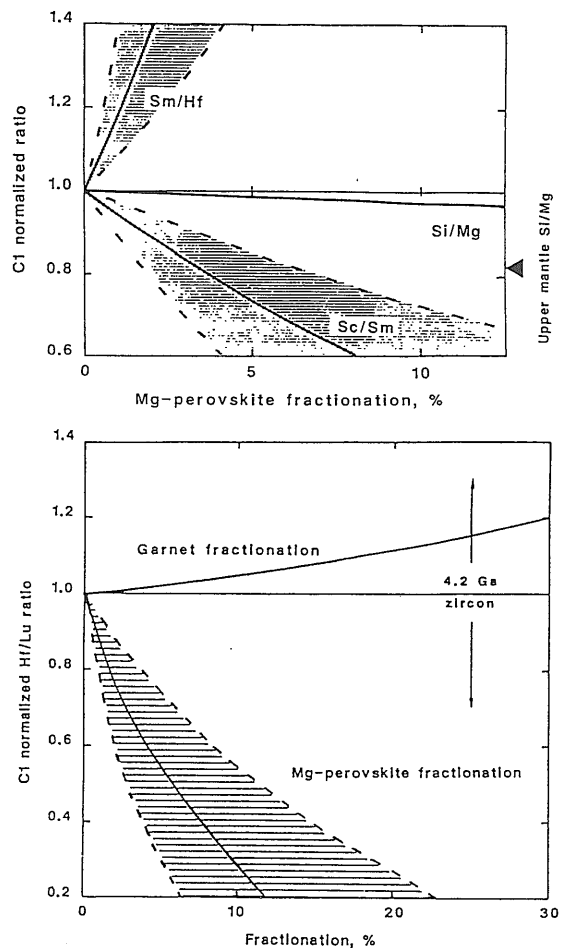 1.4
1.2
1.0
0.8
0.6
C1 normalized ratio
Sm/Hf
Si/Mg
Sc/Sm
Upper mantle Si/Mg
0
5
10
Mg-perovskite fractionation, %
1.4
1.2
1.0
0.8
0.6
0.4
0.2
C1 normalized Hf/Lu ratio
Garnet fractionation
4.2 Ga
zircon
Mg-perovskite fractionation
0
10
20
30
Fractionation, %